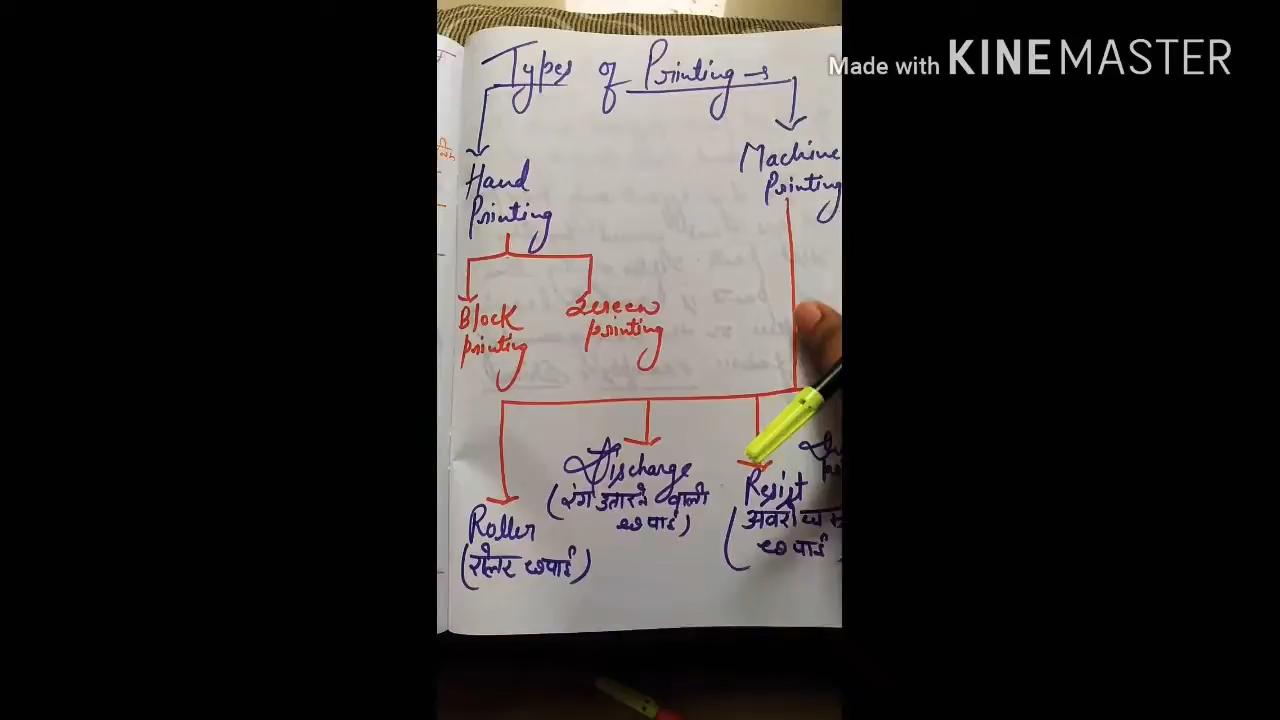 Types of Printing →
Made with KINEMASTER
Hand
Printing
Machine
Printing
Block
printing
Screen
printing
Discharge
(रंग उतारने वाली
छपाई)
Resist
छपाई
Roller
(रोलर छपाई)